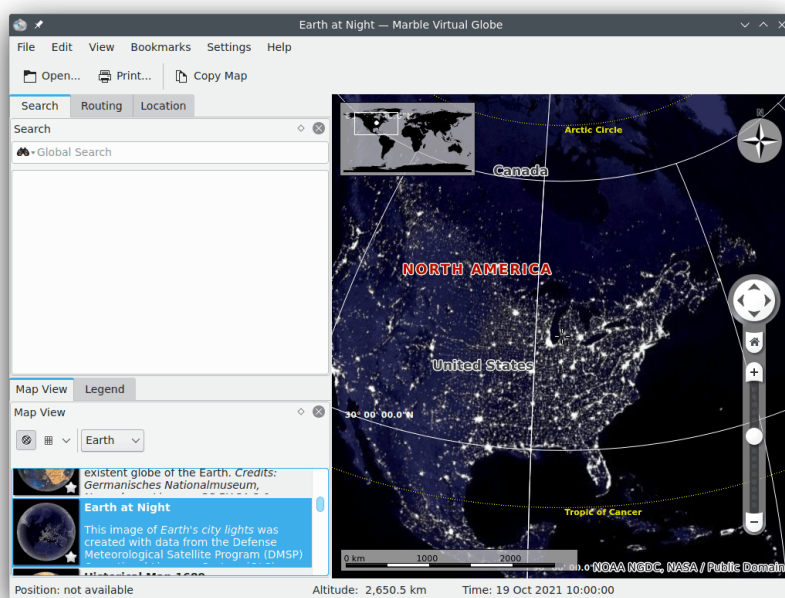 Earth at Night — Marble Virtual Globe
File Edit View Bookmarks Settings Help
Open... Print... Copy Map
Search Routing Location
Search
Global Search
Map View Legend
Map View
Earth
existent globe of the Earth. Credits:
Germanisches Nationalmuseum,
Earth at Night
This image of Earth's city lights was
created with data from the Defense
Meteorological Satellite Program (DMSP)
Historical Map 1689
N
Arctic Circle
Canada
NORTH AMERICA
United States
30° 00' 00.0"N
Tropic of Cancer
0 km 1000 2000
NOAA NGDC, NASA / Public Domain
Position: not available Altitude: 2,650.5 km Time: 19 Oct 2021 10:00:00